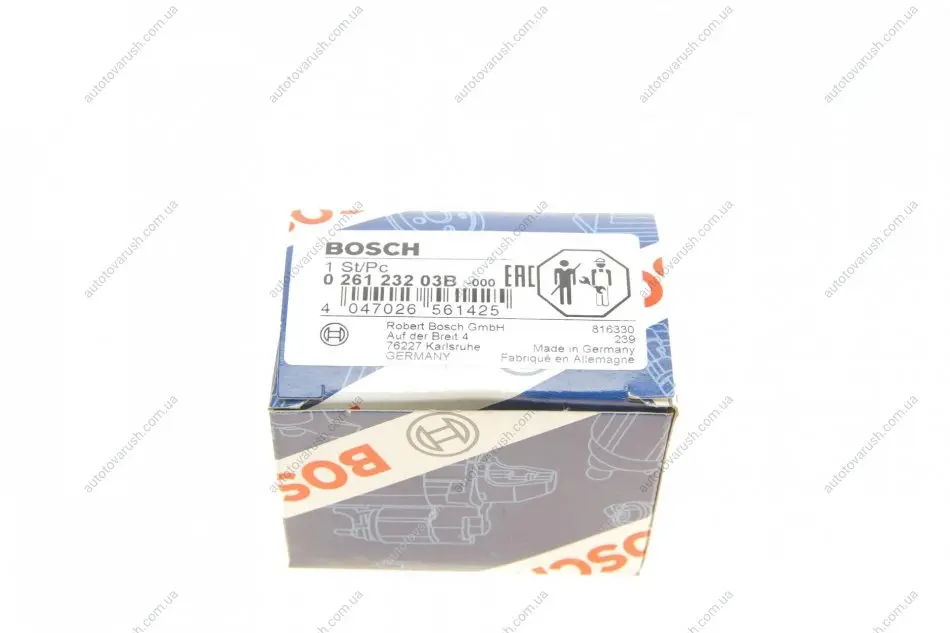 BOSCH
1 St/Pc
0 261 232 03B -000
EAC
4 047026 561425
Robert Bosch GmbH
Auf der Breit 4
76227 Karlsruhe
GERMANY
816330
239
Made in Germany
Fabriqué en Allemagne
BOSCH
BOSCH
autotovarush.com.ua